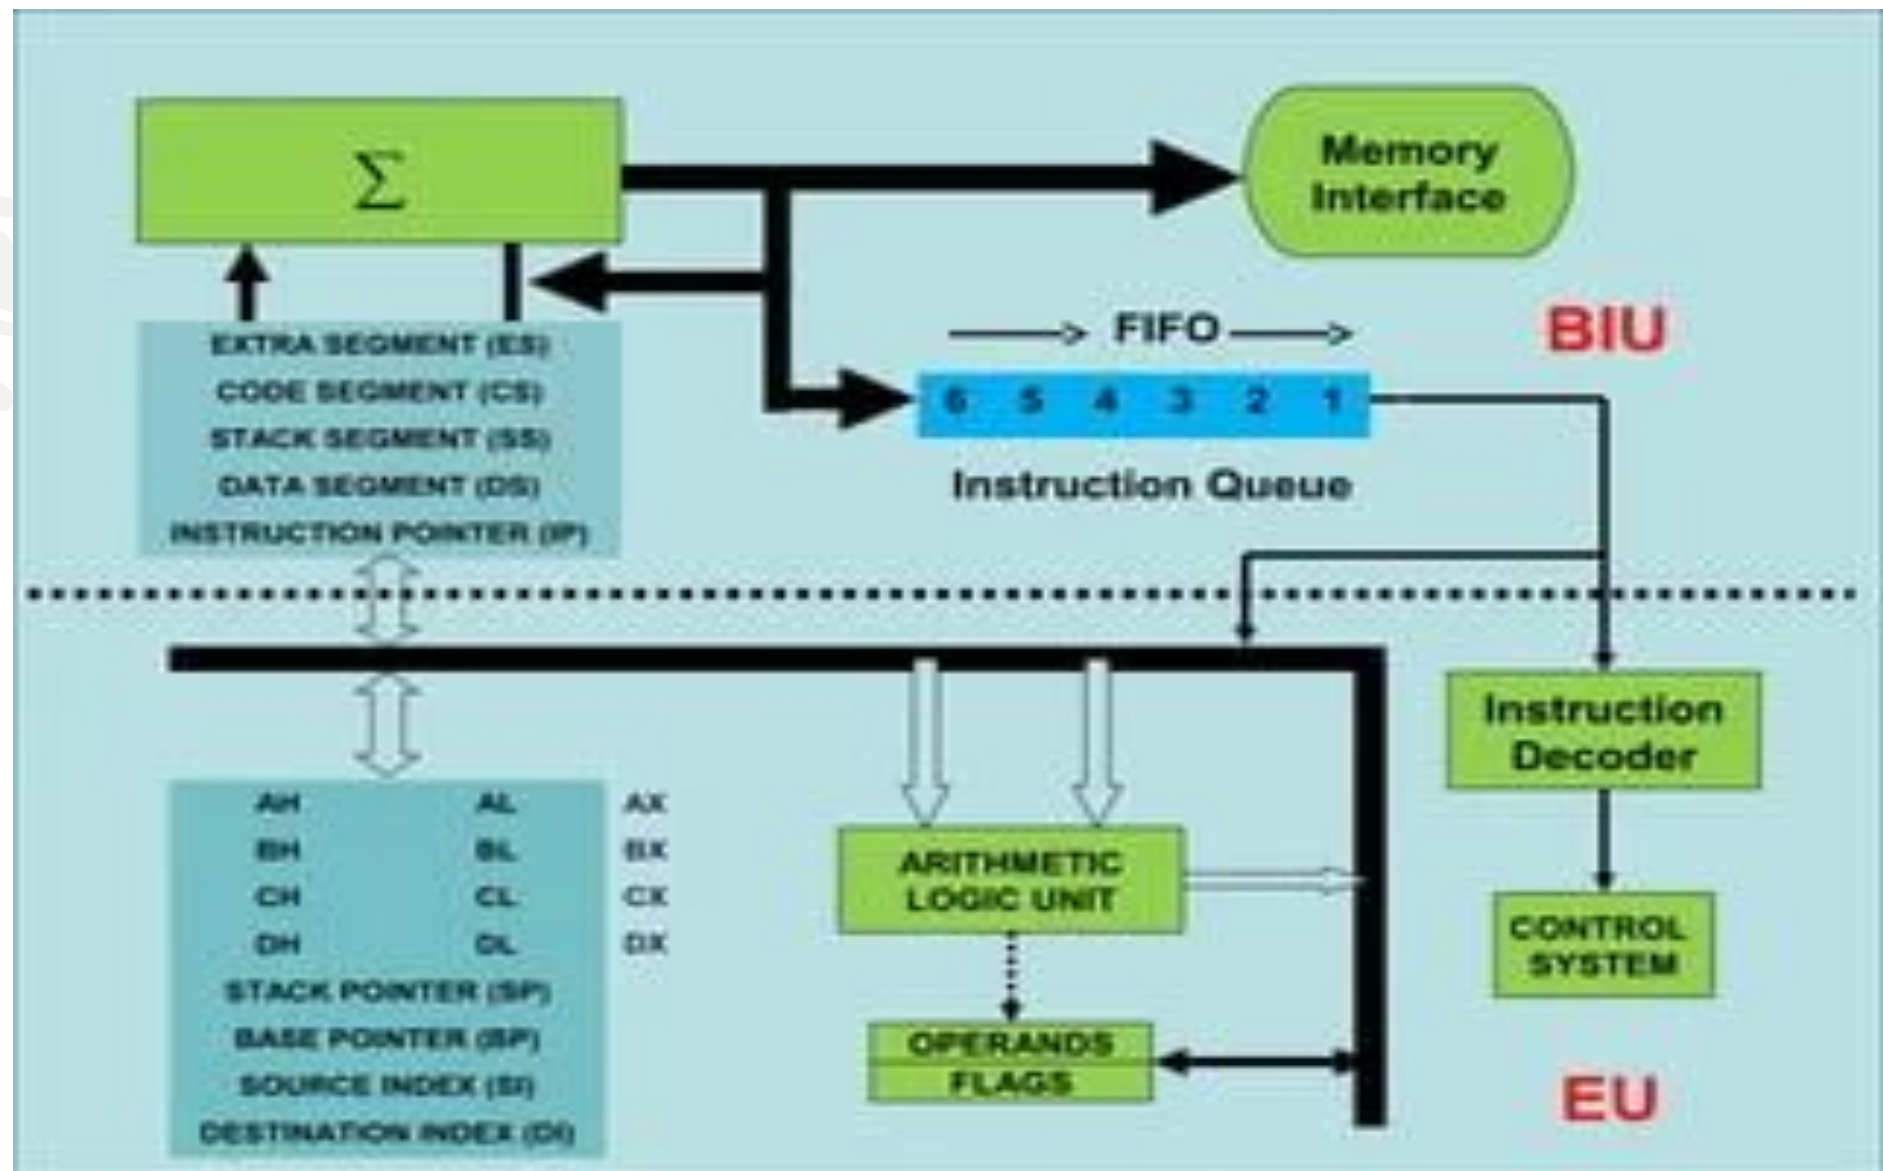 Σ
Memory
Interface
BIU
EXTRA SEGMENT (ES)
CODE SEGMENT (CS)
STACK SEGMENT (SS)
DATA SEGMENT (DS)
INSTRUCTION POINTER (IP)
FIFO
6 5 4 3 2 1
Instruction Queue
Instruction
Decoder
CONTROL
SYSTEM
AH AL AX
BH BL BX
CH CL CX
DH DL DX
STACK POINTER (SP)
BASE POINTER (BP)
SOURCE INDEX (SI)
DESTINATION INDEX (DI)
ARITHMETIC
LOGIC UNIT
OPERANDS
FLAGS
EU